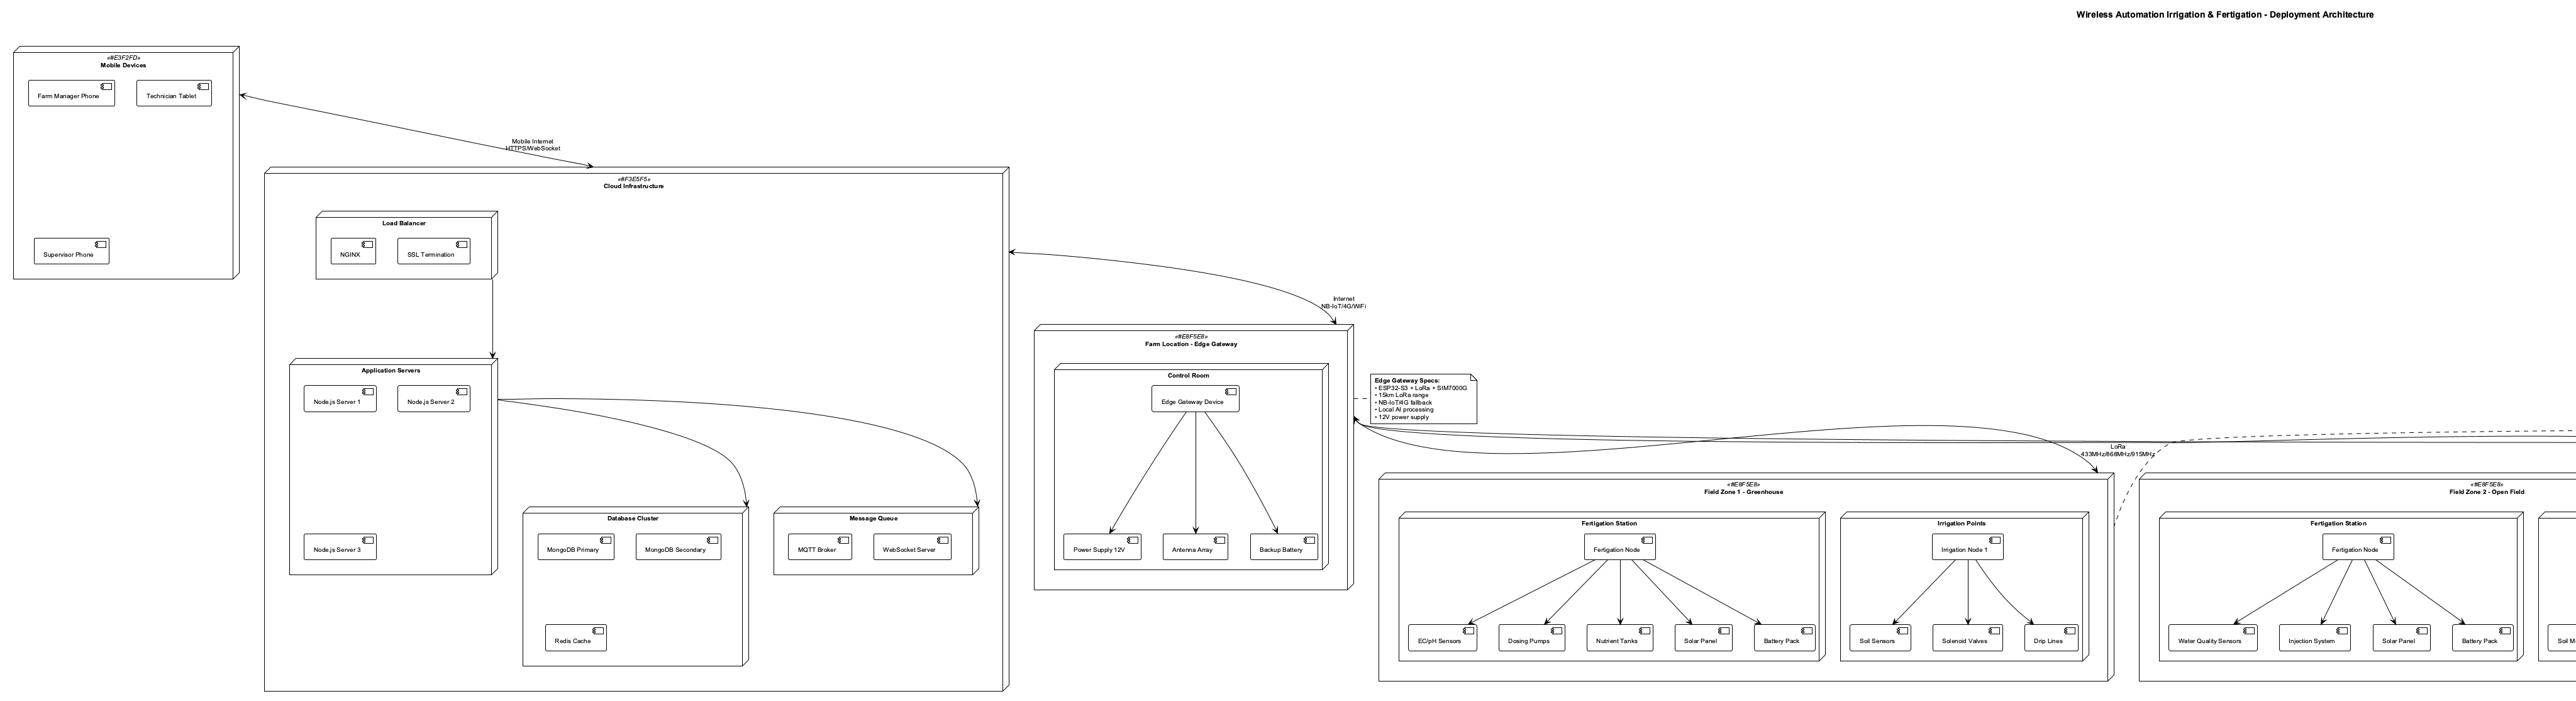 Wireless Automation Irrigation & Fertigation - Deployment Architecture
«#E3F2FD»
Mobile Devices
Farm Manager Phone
Technician Tablet
Supervisor Phone
Mobile Internet
HTTPS/WebSocket
«#F3E5F5»
Cloud Infrastructure
Load Balancer
NGINX
SSL Termination
Application Servers
Node.js Server 1
Node.js Server 2
Node.js Server 3
Database Cluster
MongoDB Primary
MongoDB Secondary
Redis Cache
Message Queue
MQTT Broker
WebSocket Server
Internet
NB-IoT/4G/WiFi
«#E8F5E8»
Farm Location - Edge Gateway
Control Room
Edge Gateway Device
Power Supply 12V
Antenna Array
Backup Battery
Edge Gateway Specs:
• ESP32-S3 + LoRa + SIM7000G
• 15km LoRa range
• NB-IoT/4G fallback
• Local AI processing
• 12V power supply
LoRa
433MHz/868MHz/915MHz
«#E8F5E8»
Field Zone 1 - Greenhouse
Fertigation Station
Fertigation Node
EC/pH Sensors
Dosing Pumps
Nutrient Tanks
Solar Panel
Battery Pack
Irrigation Points
Irrigation Node 1
Soil Sensors
Solenoid Valves
Drip Lines
«#E8F5E8»
Field Zone 2 - Open Field
Fertigation Station
Fertigation Node
Water Quality Sensors
Injection System
Solar Panel
Battery Pack
Soil M